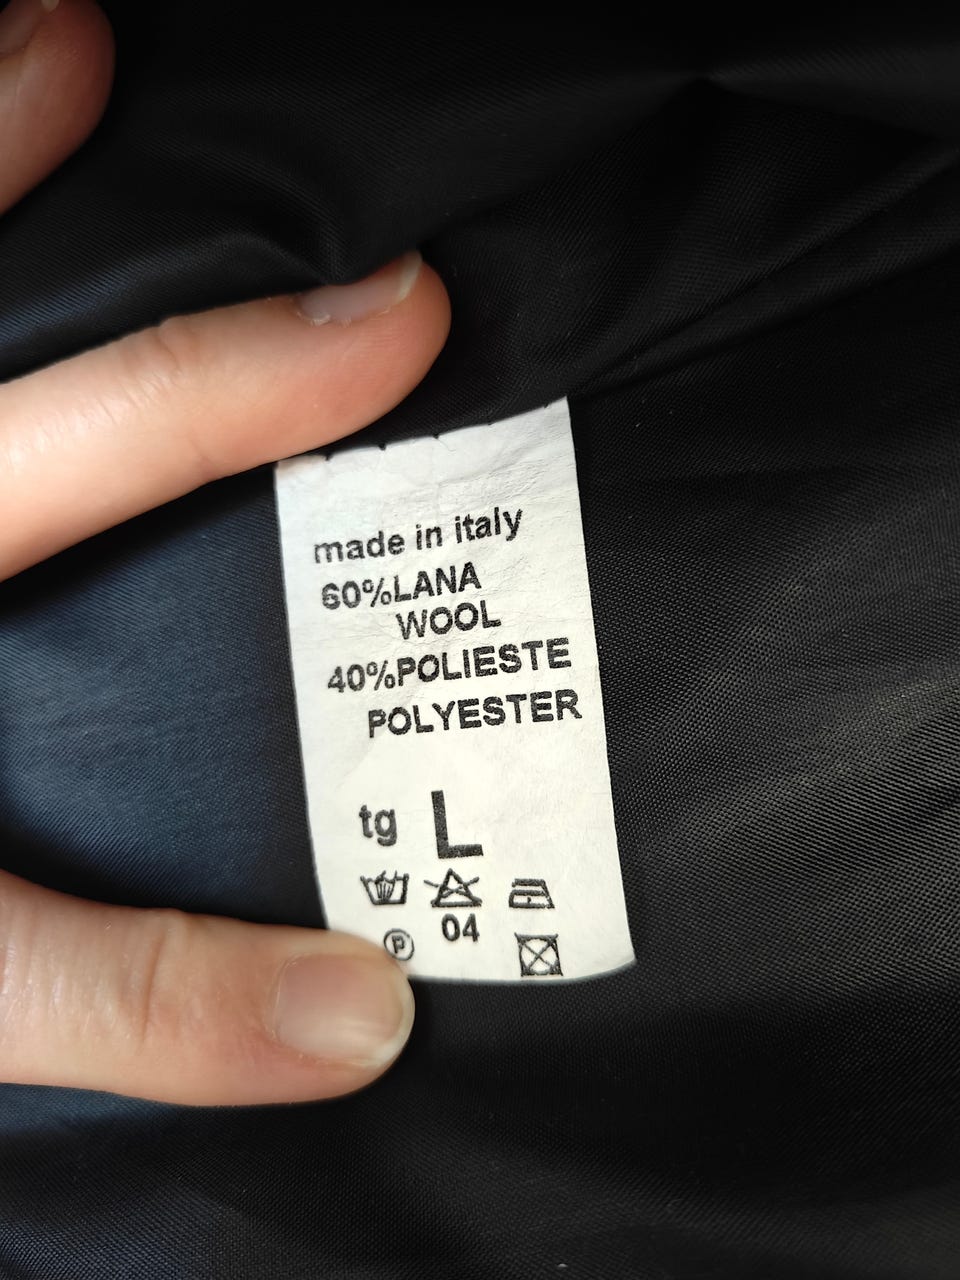 made in italy
60%LANA
WOOL
40%POLIESTE
POLYESTER
tg L
04
P